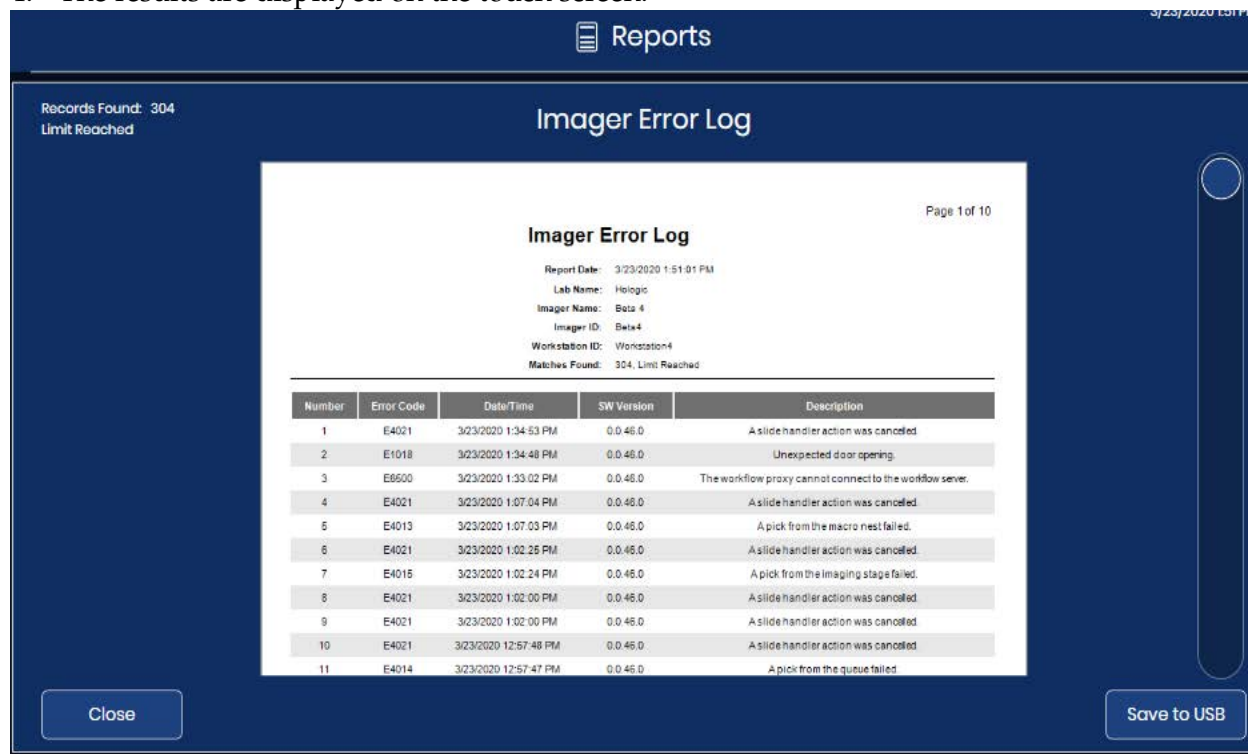 4. The results are displayed on the touch screen.
3/23/2020 1:51 P
Reports
Records Found: 304
Limit Reached
Imager Error Log
Page 1 of 10
Imager Error Log
Report Date: 3/23/2020 1:51:01 PM
Lab Name: Hologic
Imager Name: Beta 4
Imager ID: Beta4
Workstation ID: Workstation4
Matches Found: 304, Limit Reached
Number Error Code Date/Time SW Version Description
1 E4021 3/23/2020 1:34:53 PM 0.0.46.0 A slide handler action was cancelled.
2 E1018 3/23/2020 1:34:48 PM 0.0.46.0 Unexpected door opening.
3 E6500 3/23/2020 1:33:02 PM 0.0.46.0 The workflow proxy cannot connect to the workflow server.
4 E4021 3/23/2020 1:07:04 PM 0.0.46.0 A slide handler action was cancelled.
5 E4013 3/23/2020 1:07:03 PM 0.0.46.0 A pick from the macro nest failed.
6 E4021 3/23/2020 1:02:25 PM 0.0.46.0 A slide handler action was cancelled.
7 E4015 3/23/2020 1:02:24 PM 0.0.46.0 A pick from the imaging stage failed.
8 E4021 3/23/2020 1:02:00 PM 0.0.46.0 A slide handler action was cancelled.
9 E4021 3/23/2020 1:02:00 PM 0.0.46.0 A slide handler action was cancelled.
10 E4021 3/23/2020 12:57:48 PM 0.0.46.0 A slide handler action was cancelled.
11 E4014 3/23/2020 12:57:47 PM 0.0.46.0 A pick from the queue failed.
Close
Save to USB